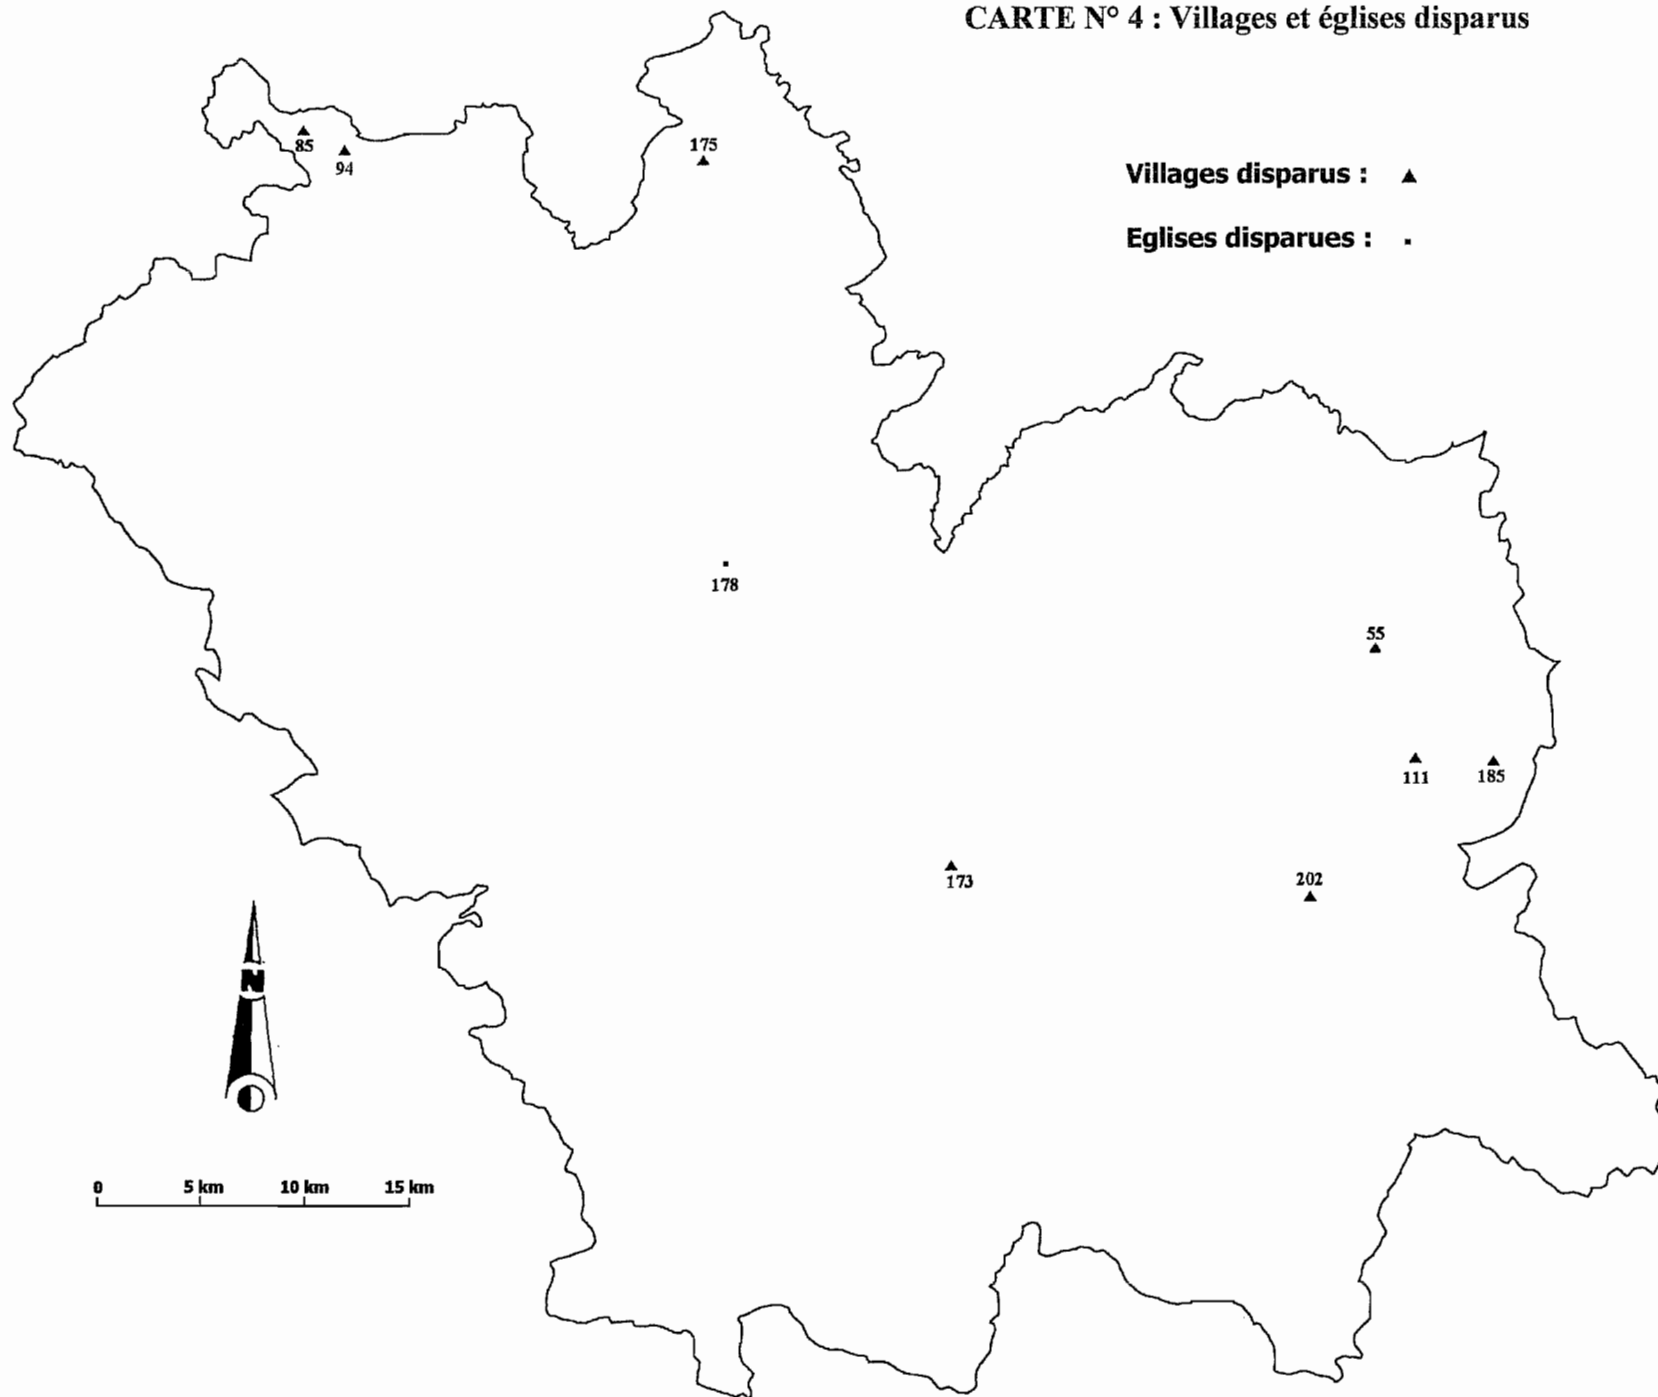 CARTE N° 4 : Villages et églises disparus
85
94
175
Villages disparus : ▲
Eglises disparues : ▪
178
55
111
185
173
202
N
0 5 km 10 km 15 km